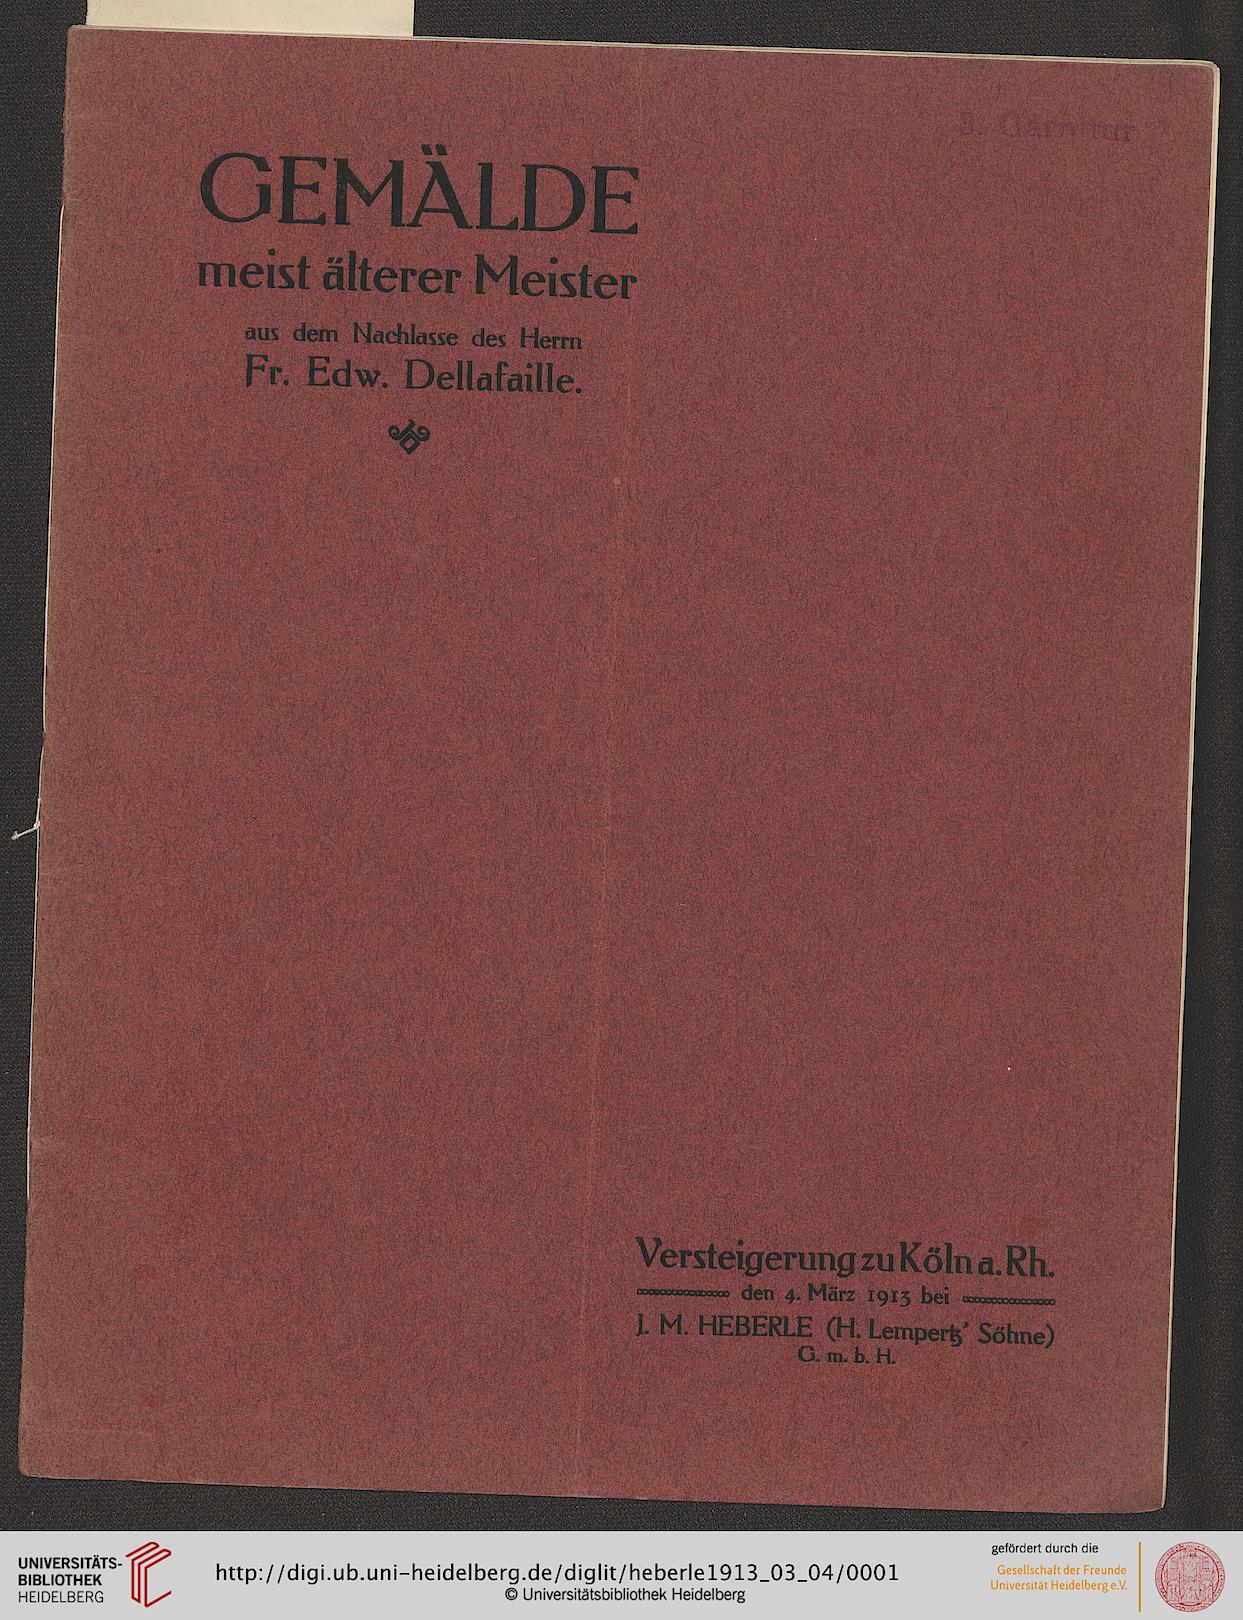 GEMÄLDE
meist älterer Meister
aus dem Nachlasse des Herrn
Fr. Edw. Dellafaille.
Versteigerung zu Köln a. Rh.
den 4. März 1913 bei
J. M. HEBERLE (H. Lempertz' Söhne)
G. m. b. H.
UNIVERSITÄTS-
BIBLIOTHEK
HEIDELBERG
http://digi.ub.uni-heidelberg.de/diglit/heberle1913_03_04/0001
© Universitätsbibliothek Heidelberg
gefördert durch die
Gesellschaft der Freunde
Universität Heidelberg e.V.